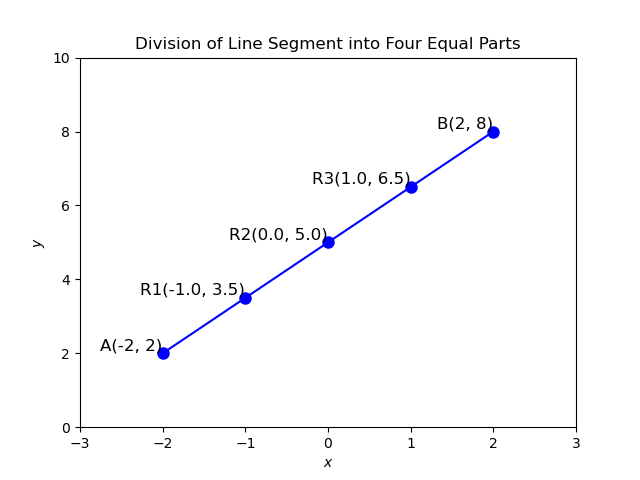 Division of Line Segment into Four Equal Parts
10
8
6
4
2
0
y
B(2, 8)
R3(1.0, 6.5)
R2(0.0, 5.0)
R1(-1.0, 3.5)
A(-2, 2)
−3 −2 −1 0 1 2 3
x